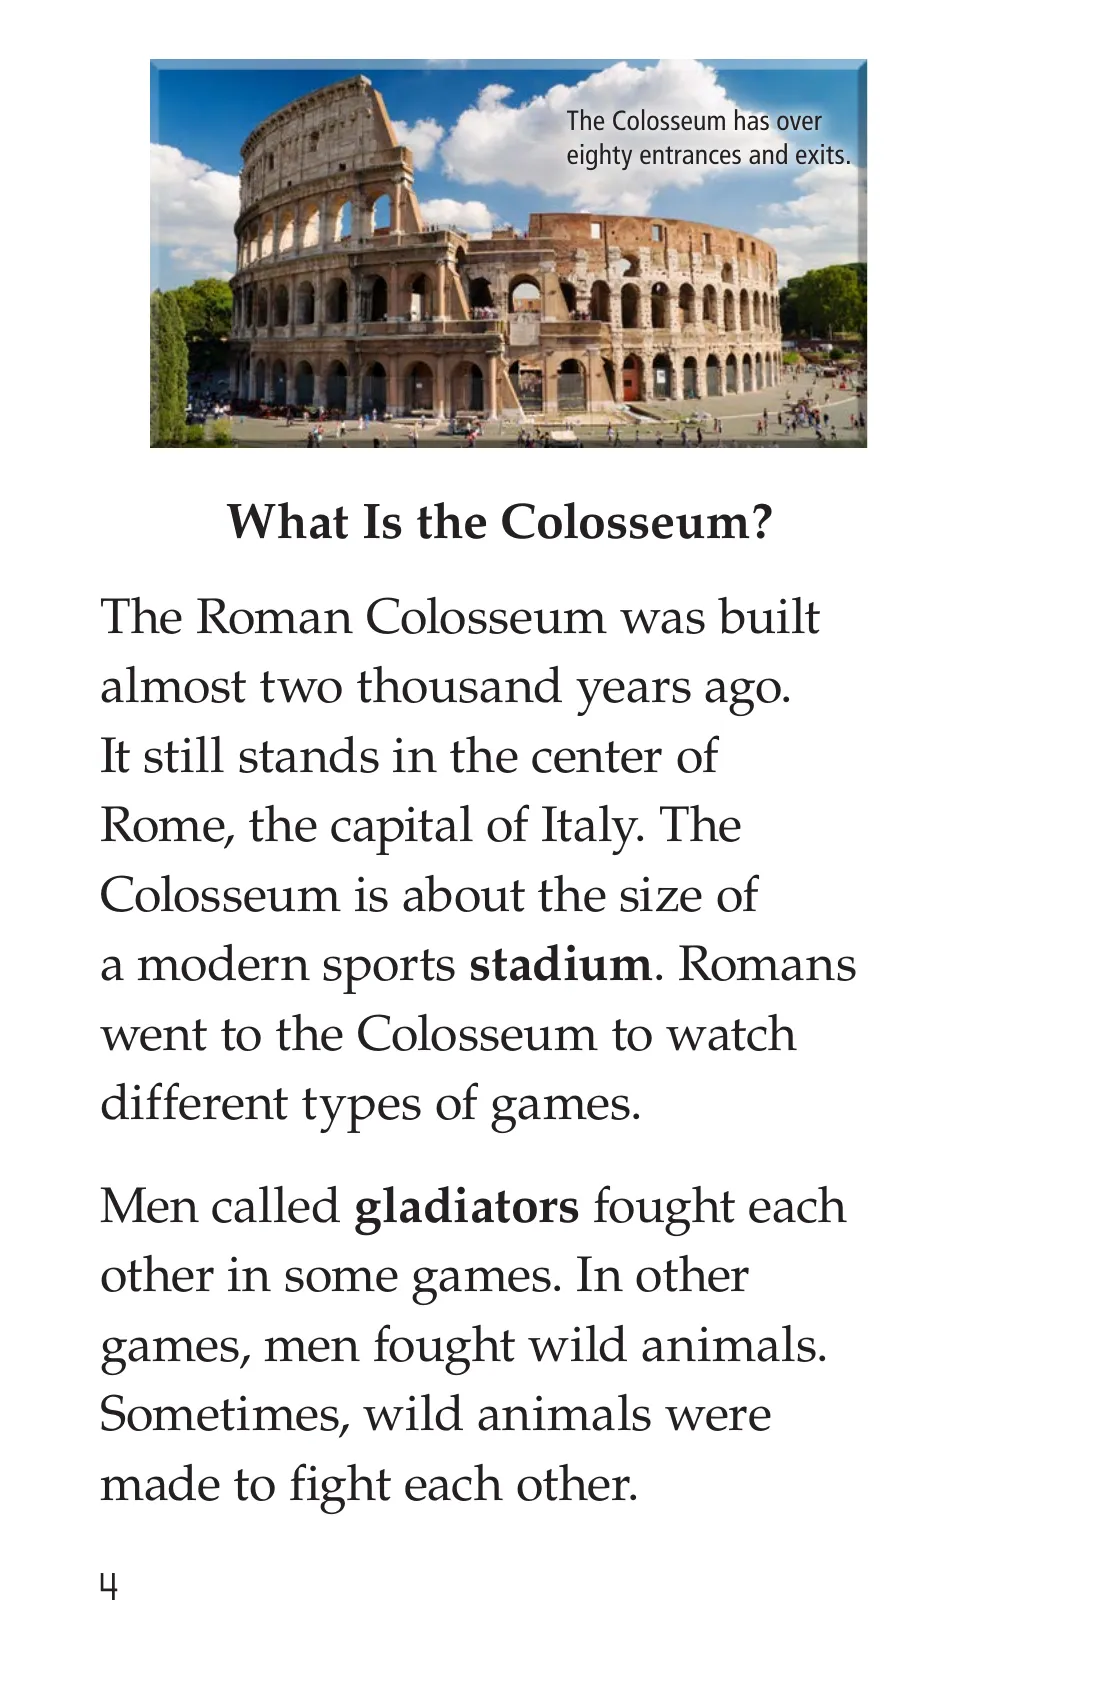 The Colosseum has over
eighty entrances and exits.
What Is the Colosseum?
The Roman Colosseum was built
almost two thousand years ago.
It still stands in the center of
Rome, the capital of Italy. The
Colosseum is about the size of
a modern sports stadium. Romans
went to the Colosseum to watch
different types of games.
Men called gladiators fought each
other in some games. In other
games, men fought wild animals.
Sometimes, wild animals were
made to fight each other.
4